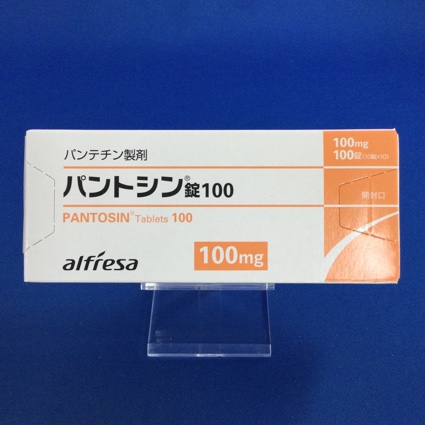 パンテチン製剤
パントシン®錠100
PANTOSIN® Tablets 100
alfresa
100mg
100mg
100錠(10錠×10)
開封口